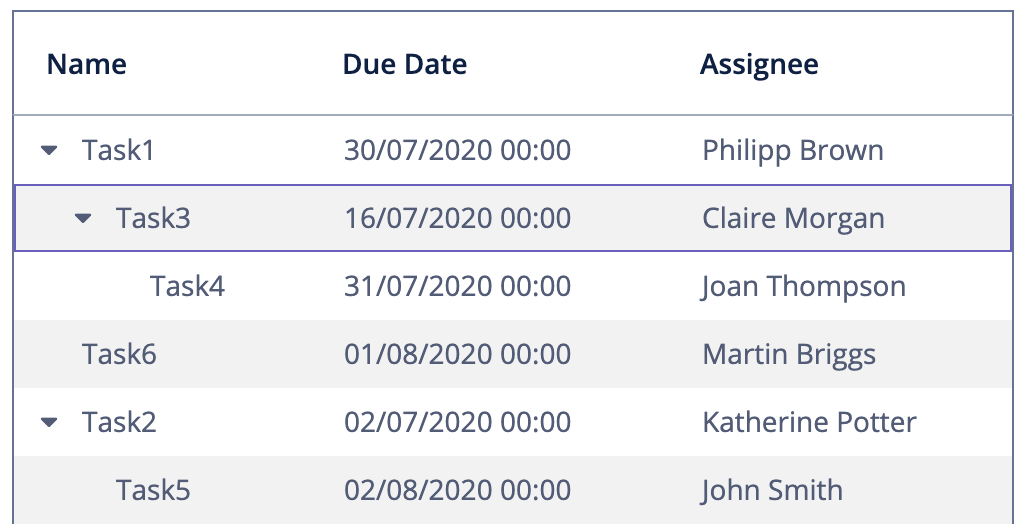 Name Due Date Assignee
Task1 30/07/2020 00:00 Philipp Brown
Task3 16/07/2020 00:00 Claire Morgan
Task4 31/07/2020 00:00 Joan Thompson
Task6 01/08/2020 00:00 Martin Briggs
Task2 02/07/2020 00:00 Katherine Potter
Task5 02/08/2020 00:00 John Smith